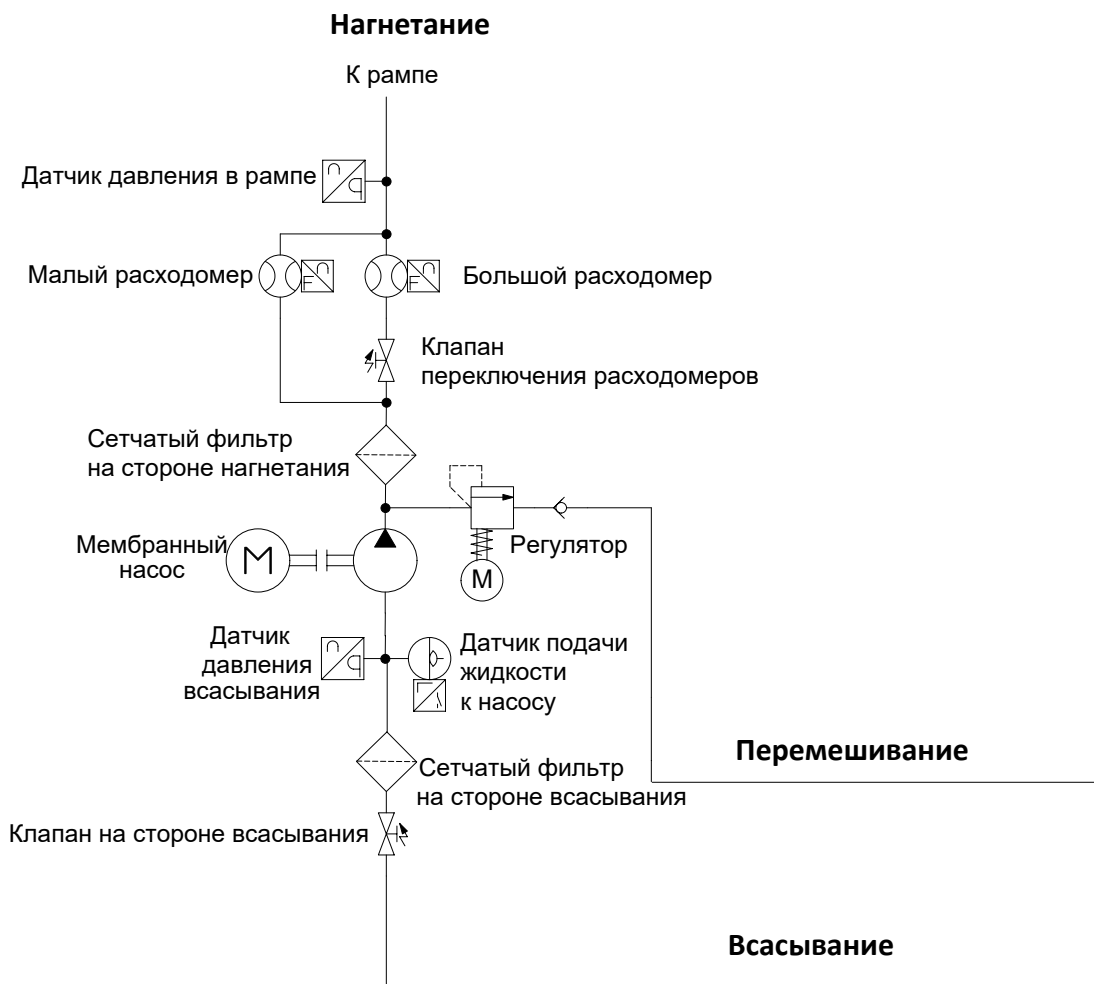 Нагнетание
К рампе
Датчик давления в рампе
Малый расходомер
Большой расходомер
Клапан
переключения расходомеров
Сетчатый фильтр
на стороне нагнетания
Мембранный
насос
M
Регулятор
M
Датчик
давления
всасывания
Датчик подачи
жидкости
к насосу
Перемешивание
Сетчатый фильтр
на стороне всасывания
Клапан на стороне всасывания
Всасывание